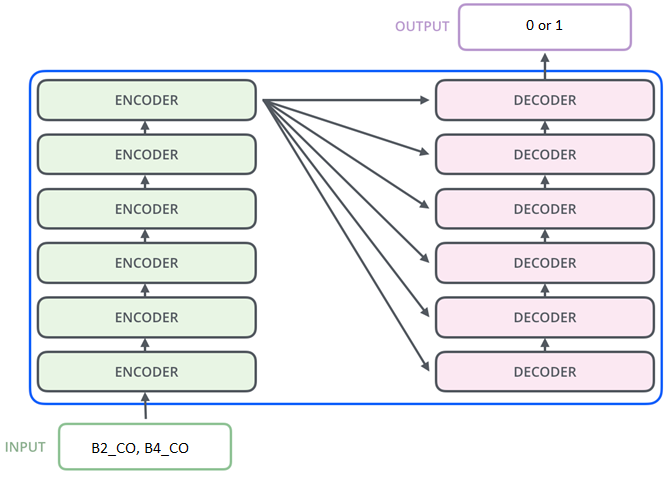 OUTPUT
0 or 1
ENCODER
DECODER
ENCODER
DECODER
ENCODER
DECODER
ENCODER
DECODER
ENCODER
DECODER
ENCODER
DECODER
INPUT
B2_CO, B4_CO